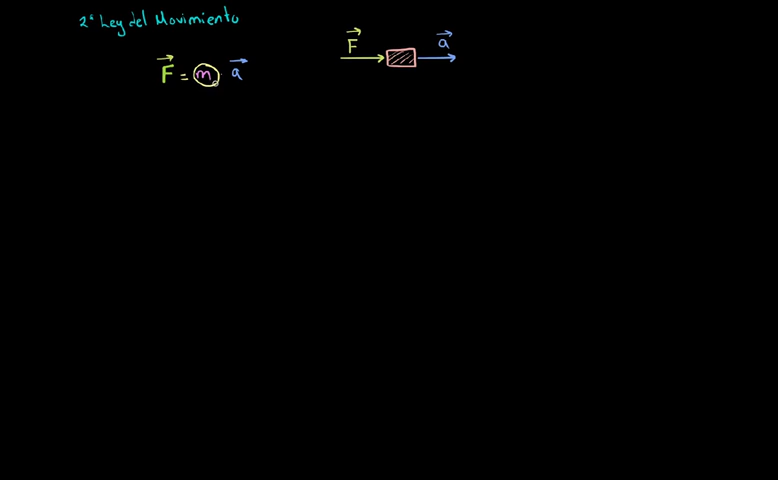 2ª Ley del Movimiento
F⃗ = m a⃗
F⃗ a⃗